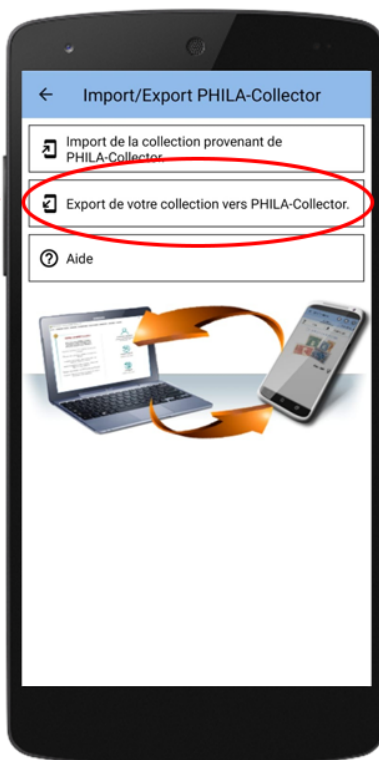 Import/Export PHILA-Collector
Import de la collection provenant de
PHILA-Collector.
Export de votre collection vers PHILA-Collector.
Aide